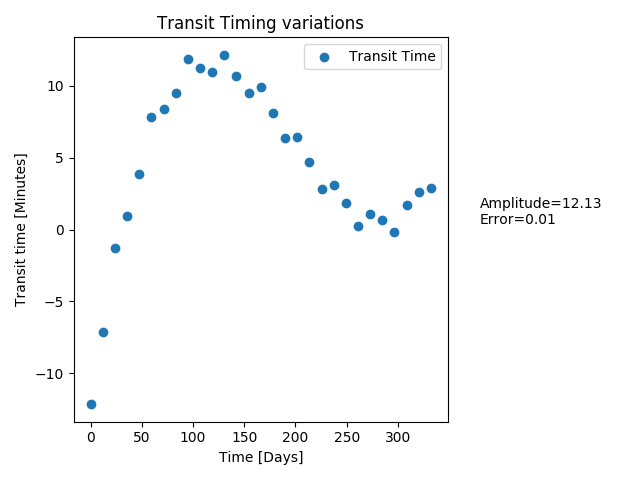 Transit Timing variations
Transit Time
Transit time [Minutes]
10
5
0
−5
−10
0 50 100 150 200 250 300
Time [Days]
Amplitude=12.13
Error=0.01